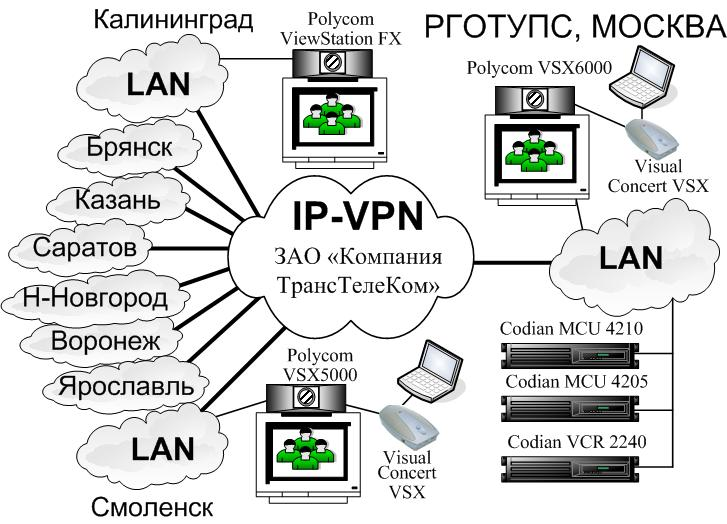 Калининград
Polycom
ViewStation FX
РГОТУПС, МОСКВА
LAN
Polycom VSX6000
Брянск
Visual
Concert VSX
Казань
IP-VPN
Саратов
ЗАО «Компания
ТрансТелеКом»
LAN
Н-Новгород
Воронеж
Codian MCU 4210
Ярославль
Polycom
VSX5000
Codian MCU 4205
LAN
Codian VCR 2240
Visual
Concert
VSX
Смоленск